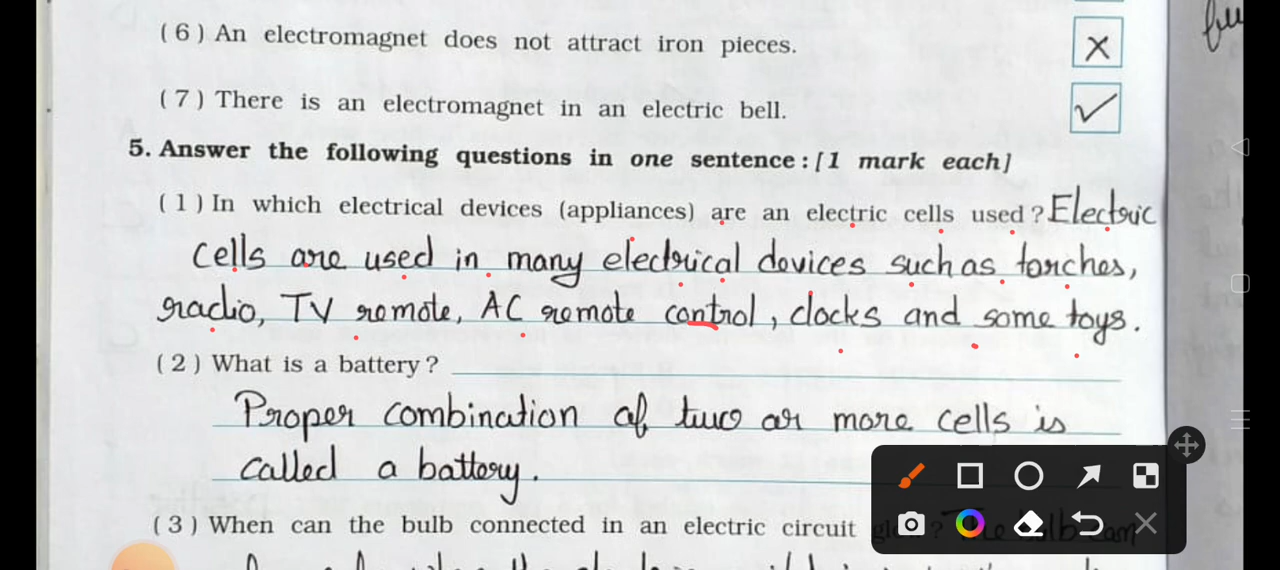 ( 6 ) An electromagnet does not attract iron pieces.
( 7 ) There is an electromagnet in an electric bell.
5. Answer the following questions in one sentence : [1 mark each]
( 1 ) In which electrical devices (appliances) are an electric cells used ? Electric
cells are used in many electrical devices such as torches,
radio, TV remote, AC remote control, clocks and some toys.
( 2 ) What is a battery ?
Proper combination of two or more cells is
called a battery.
( 3 ) When can the bulb connected in an electric circuit